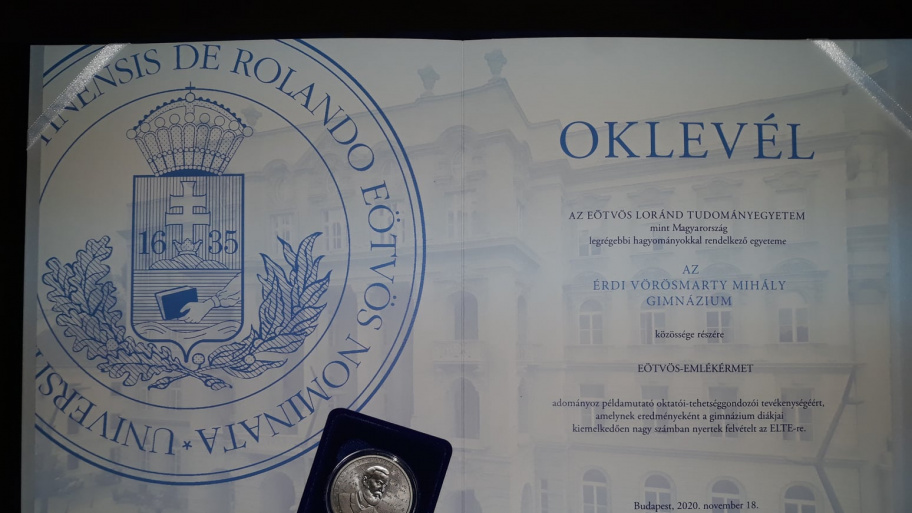 UNIVERSI
TINENSIS DE ROLANDO EÖTVÖS NOMINATA *
16 35
OKLEVÉL
AZ EÖTVÖS LORÁND TUDOMÁNYEGYETEM
mint Magyarország
legrégebbi hagyományokkal rendelkező egyeteme
AZ
ÉRDI VÖRÖSMARTY MIHÁLY
GIMNÁZIUM
közössége részére
EÖTVÖS-EMLÉKÉRMET
adományoz példamutató oktatói-tehetséggondozói tevékenységéért,
amelynek eredményeként a gimnázium diákjai
kiemelkedően nagy számban nyertek felvételt az ELTE-re.
Budapest, 2020. november 18.